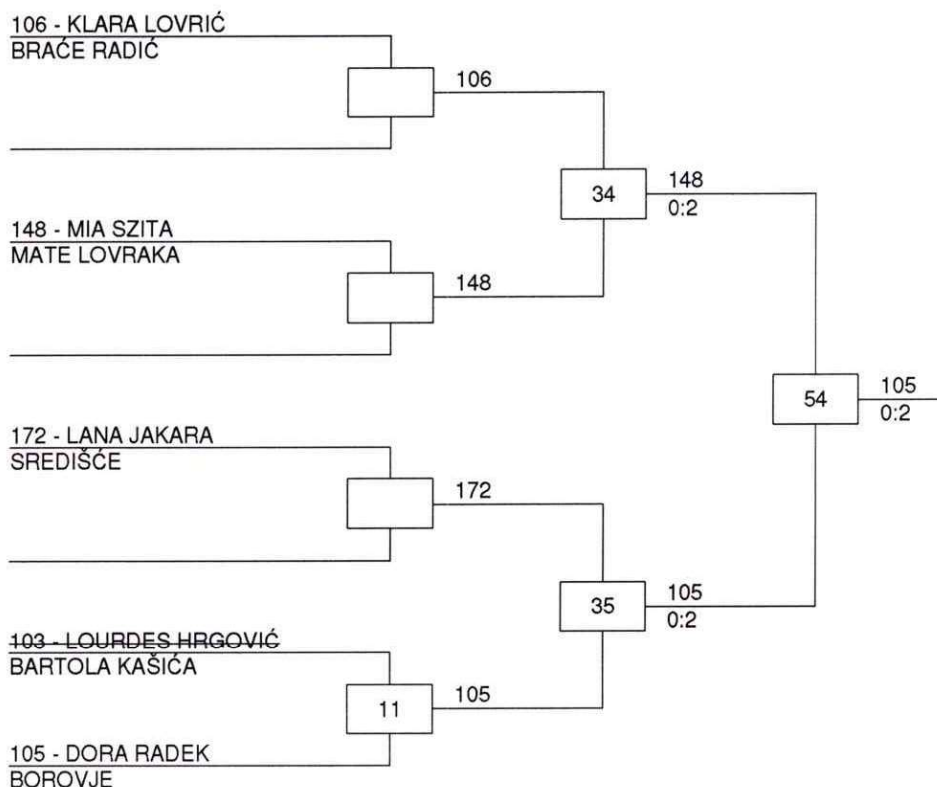 106 - KLARA LOVRIĆ
BRAĆE RADIĆ
106
34
148
0:2
148 - MIA SZITA
MATE LOVRAKA
148
54
105
0:2
172 - LANA JAKARA
SREDIŠĆE
172
35
105
0:2
103 - LOURDES HRGOVIĆ
BARTOLA KAŠIĆA
11
105
105 - DORA RADEK
BOROVJE